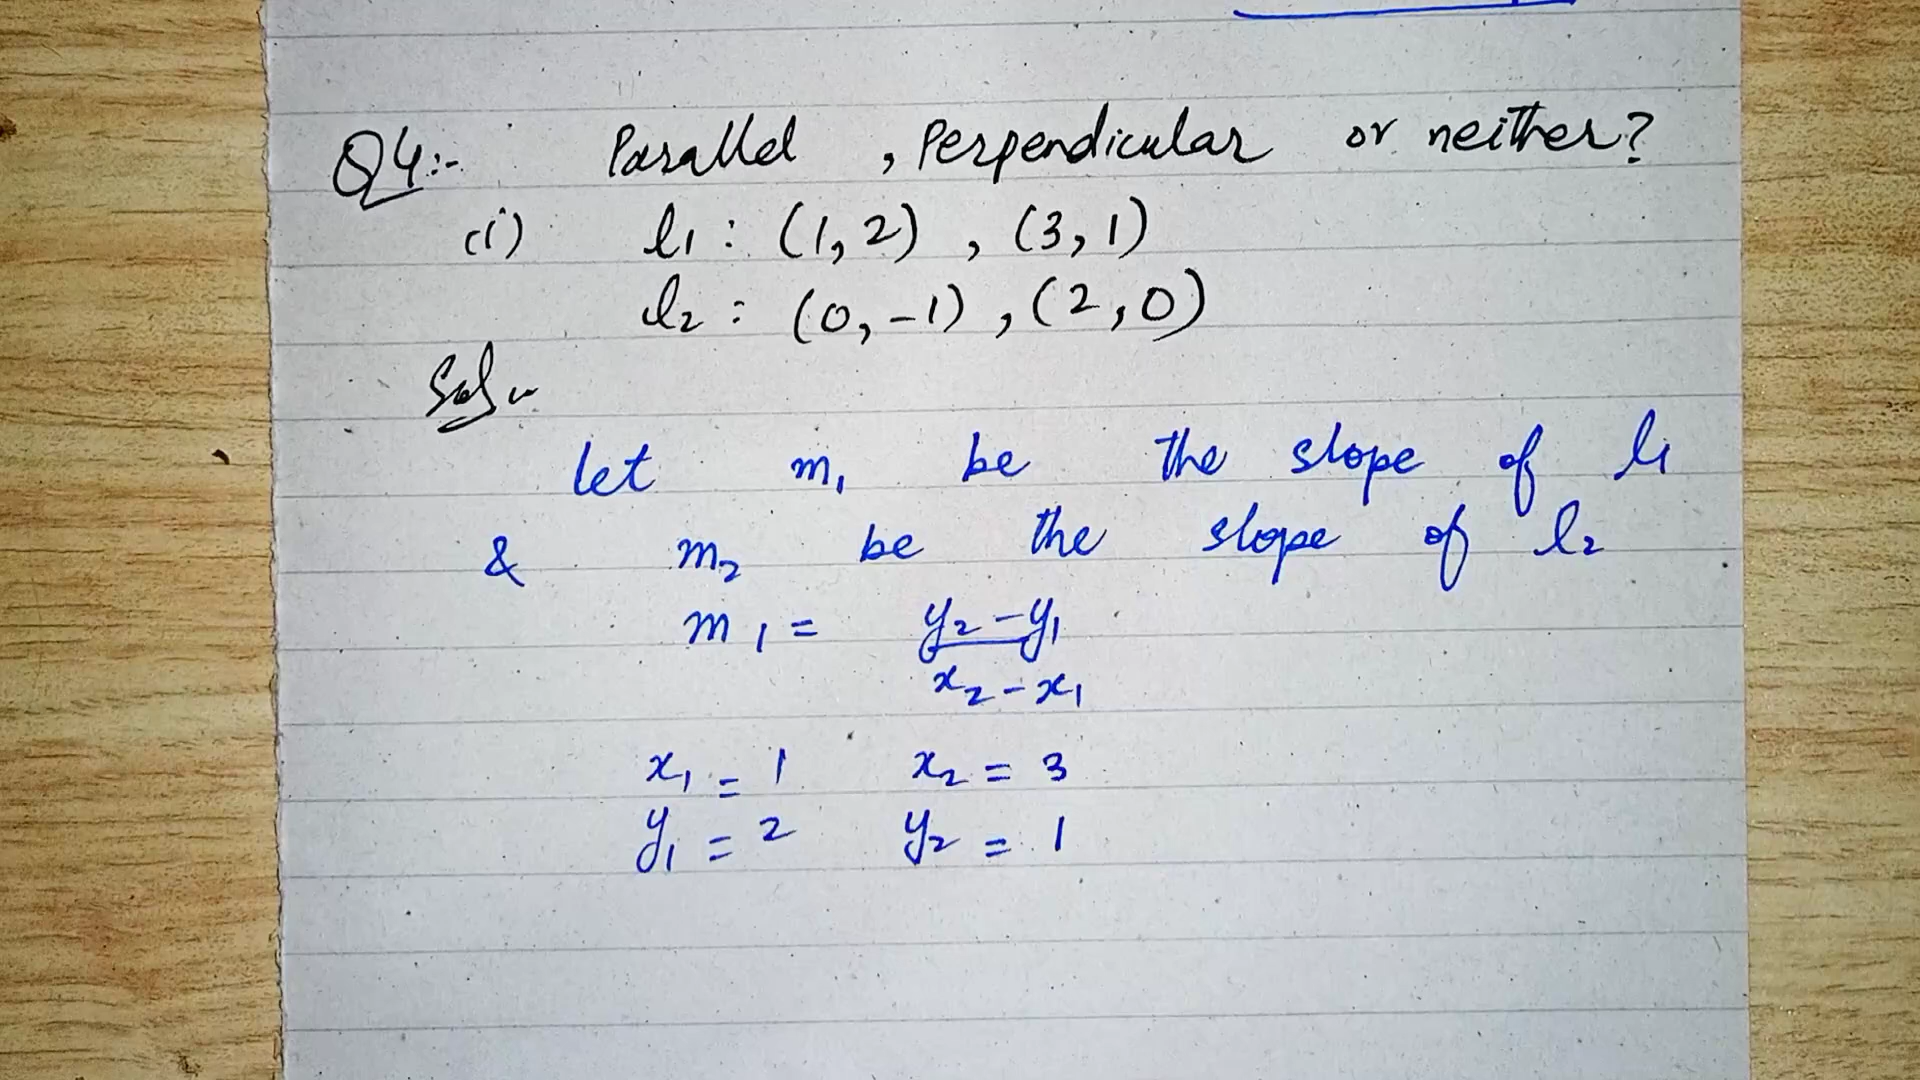 Q4:- Parallel , Perpendicular or neither?
(i) l₁ : (1,2) , (3,1)
l₂ : (0,-1) , (2,0)
Soln
let m₁ be the slope of l₁
& m₂ be the slope of l₂
m₁ = y₂-y₁
x₂-x₁
x₁ = 1 x₂ = 3
y₁ = 2 y₂ = 1